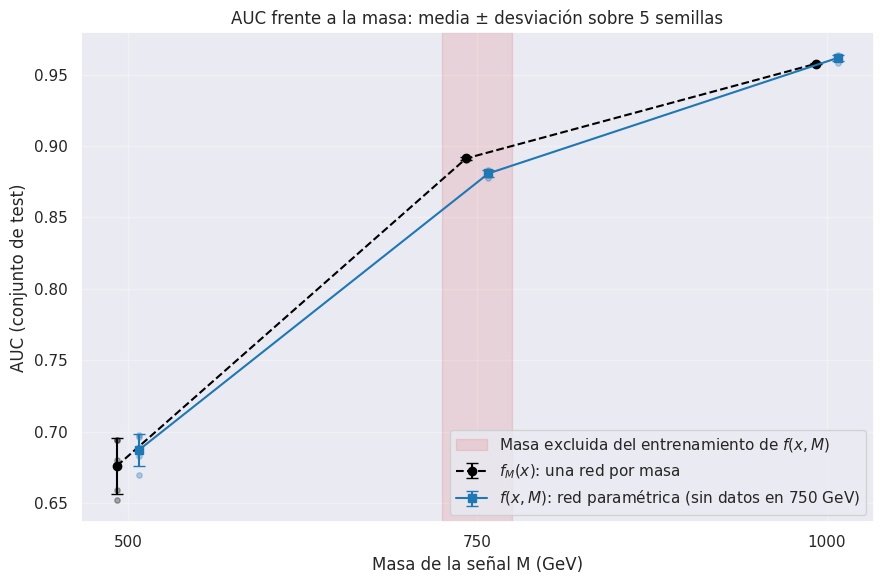 AUC frente a la masa: media ± desviación sobre 5 semillas
AUC (conjunto de test)
0.95
0.90
0.85
0.80
0.75
0.70
0.65
Masa excluida del entrenamiento de f(x, M)
f_M(x): una red por masa
f(x, M): red paramétrica (sin datos en 750 GeV)
500
750
1000
Masa de la señal M (GeV)